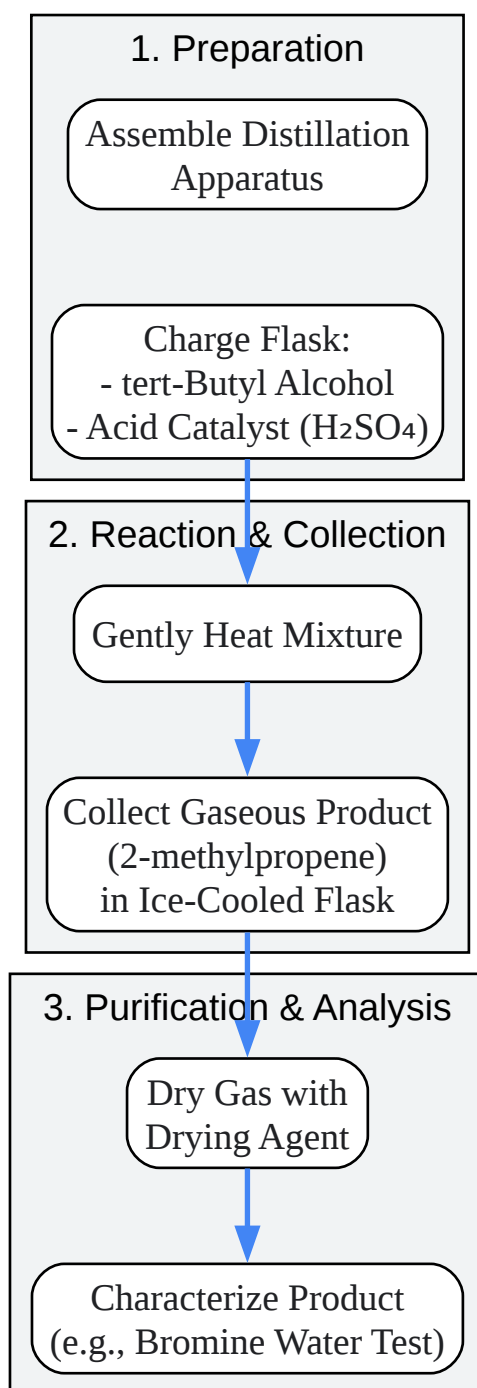 1. Preparation
Assemble Distillation
Apparatus
Charge Flask:
- tert-Butyl Alcohol
- Acid Catalyst (H₂SO₄)
2. Reaction & Collection
Gently Heat Mixture
Collect Gaseous Product
(2-methylpropene)
in Ice-Cooled Flask
3. Purification & Analysis
Dry Gas with
Drying Agent
Characterize Product
(e.g., Bromine Water Test)